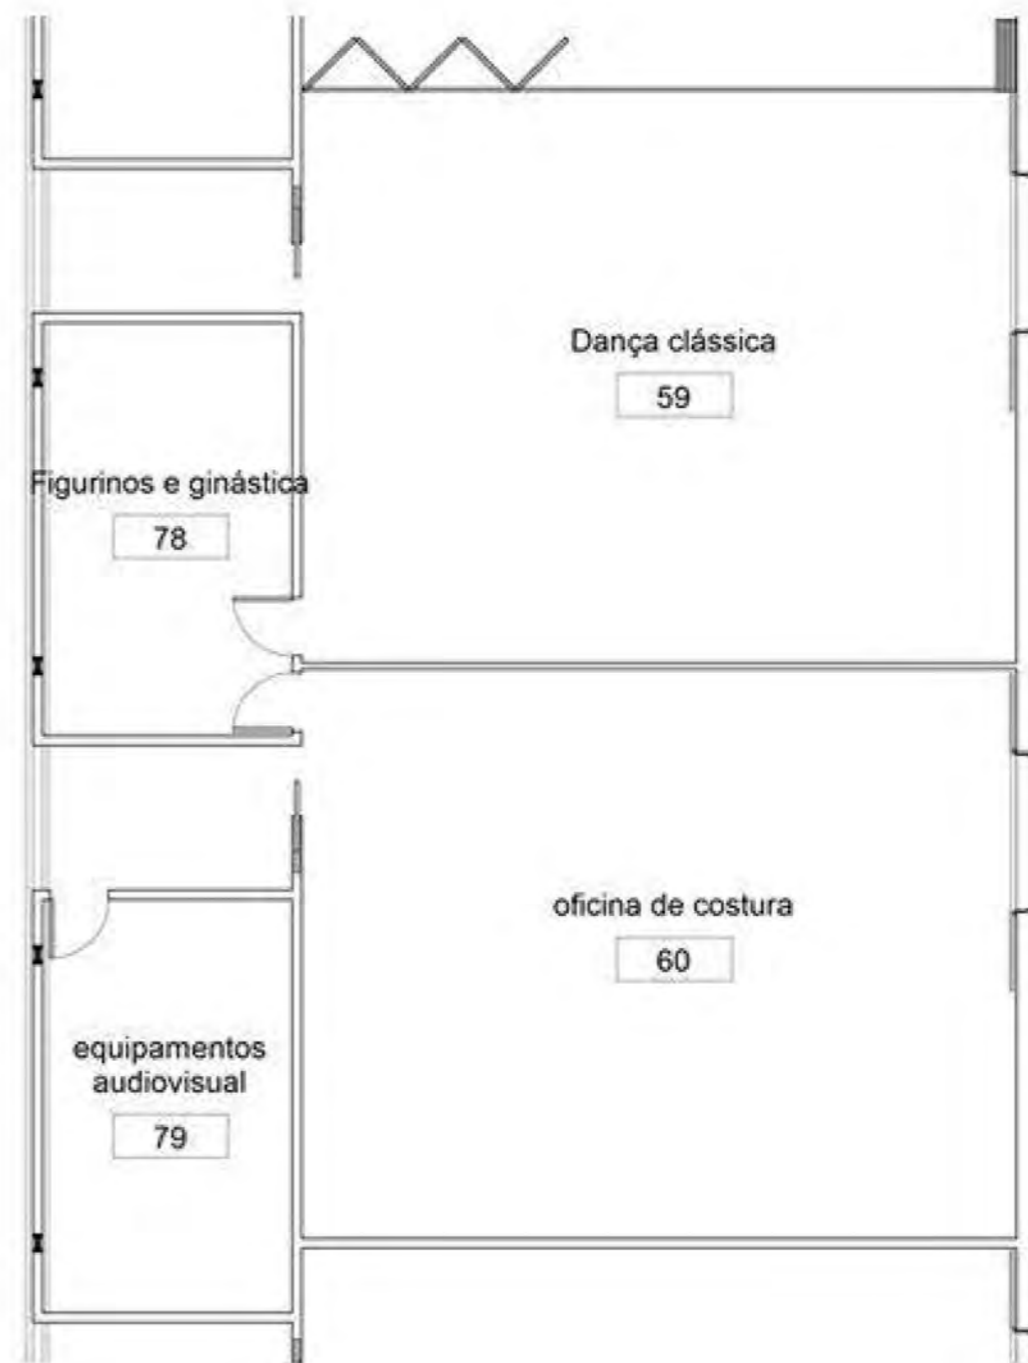 Dança clássica
59
Figurinos e ginástica
78
oficina de costura
60
equipamentos
audiovisual
79